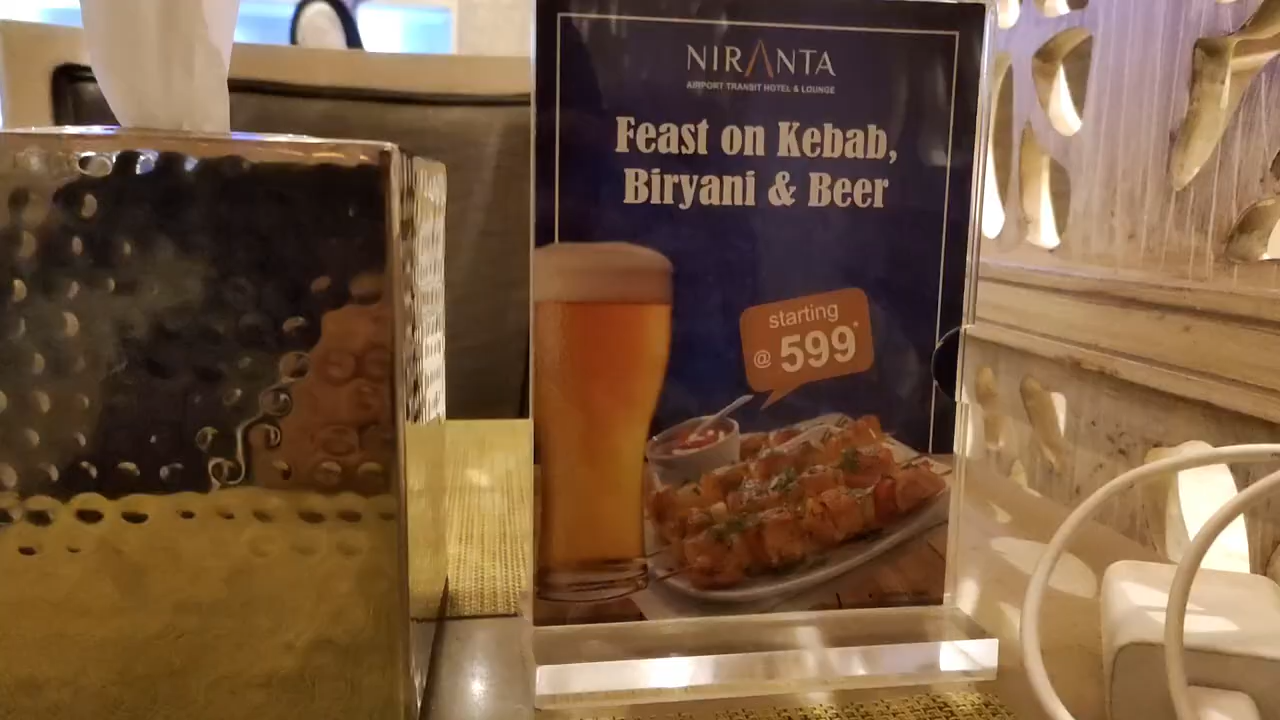 NIRANTA
AIRPORT TRANSIT HOTEL & LOUNGE
Feast on Kebab,
Biryani & Beer
starting
@ 599*